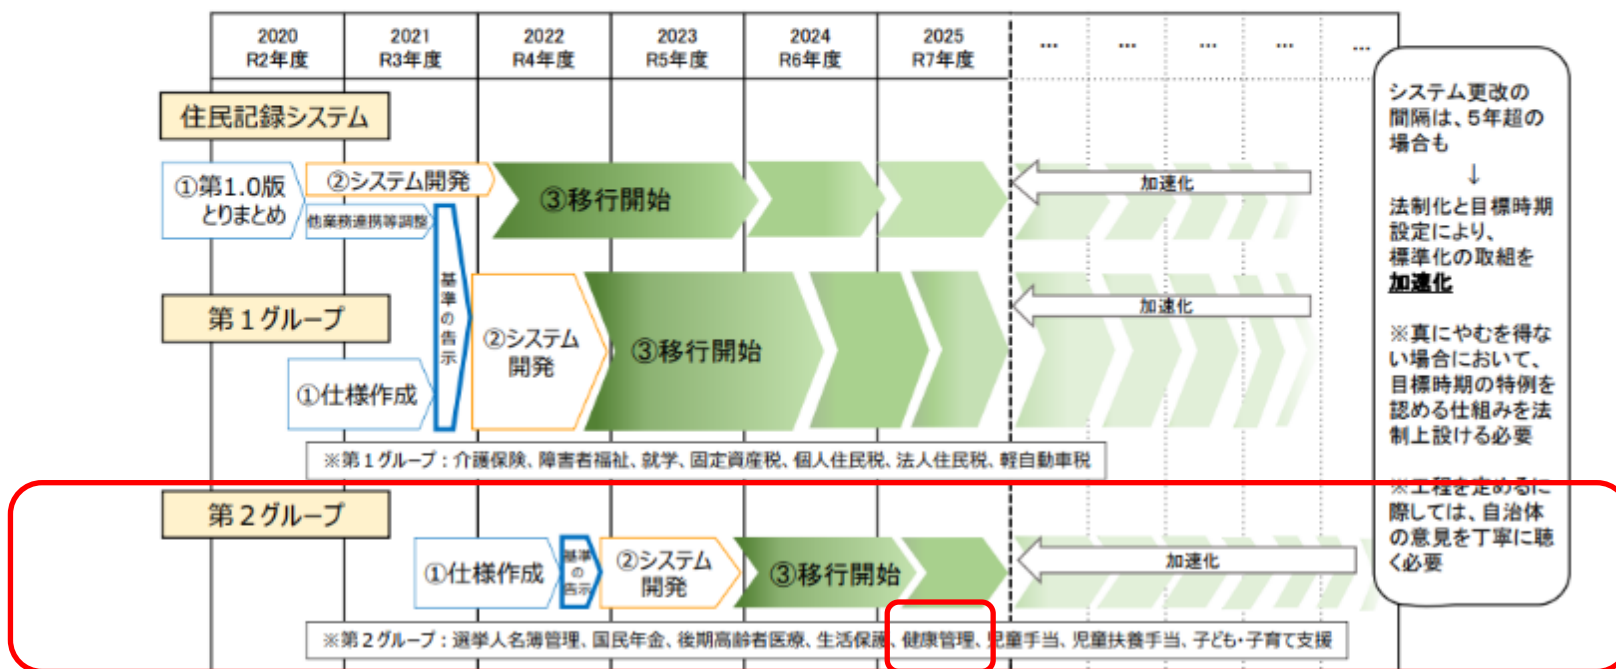 2020
R2年度
2021
R3年度
2022
R4年度
2023
R5年度
2024
R6年度
2025
R7年度
…
…
…
…
…
住民記録システム
①第1.0版
とりまとめ
②システム開発
他業務連携等調整
③移行開始
加速化
基準の告示
第１グループ
①仕様作成
②システム
開発
③移行開始
加速化
※第１グループ：介護保険、障害者福祉、就学、固定資産税、個人住民税、法人住民税、軽自動車税
第２グループ
①仕様作成
基準
の
告示
②システム
開発
③移行開始
加速化
※第２グループ：選挙人名簿管理、国民年金、後期高齢者医療、生活保護、健康管理、児童手当、児童扶養手当、子ども・子育て支援
システム更改の
間隔は、5年超の
場合も
↓
法制化と目標時期
設定により、
標準化の取組を
加速化
※真にやむを得な
い場合において、
目標時期の特例を
認める仕組みを法
制上設ける必要
※工程を定めるに
際しては、自治体
の意見を丁寧に聴
く必要